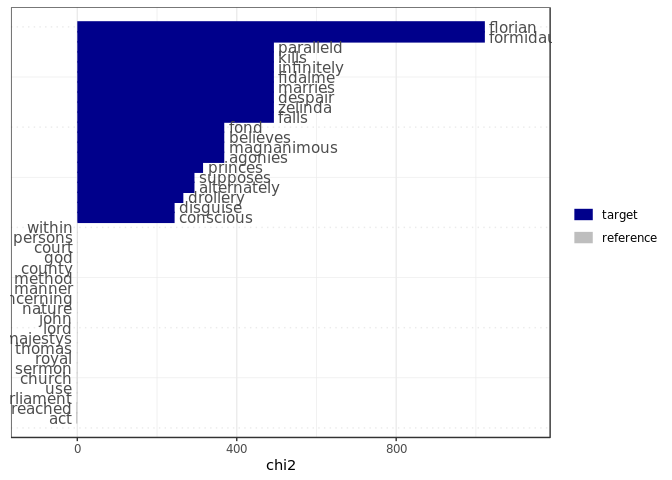 florian
formidau
paralleld
kills
infinitely
fidalme
marries
despair
zelinda
falls
fond
believes
magnanimous
agonies
princes
supposes
alternately
drollery
disguise
conscious
within
persons
court
god
county
method
manner
ncerning
nature
john
lord
najestys
thomas
royal
sermon
church
use
rliament
reached
act
0 400 800
chi2
target
reference